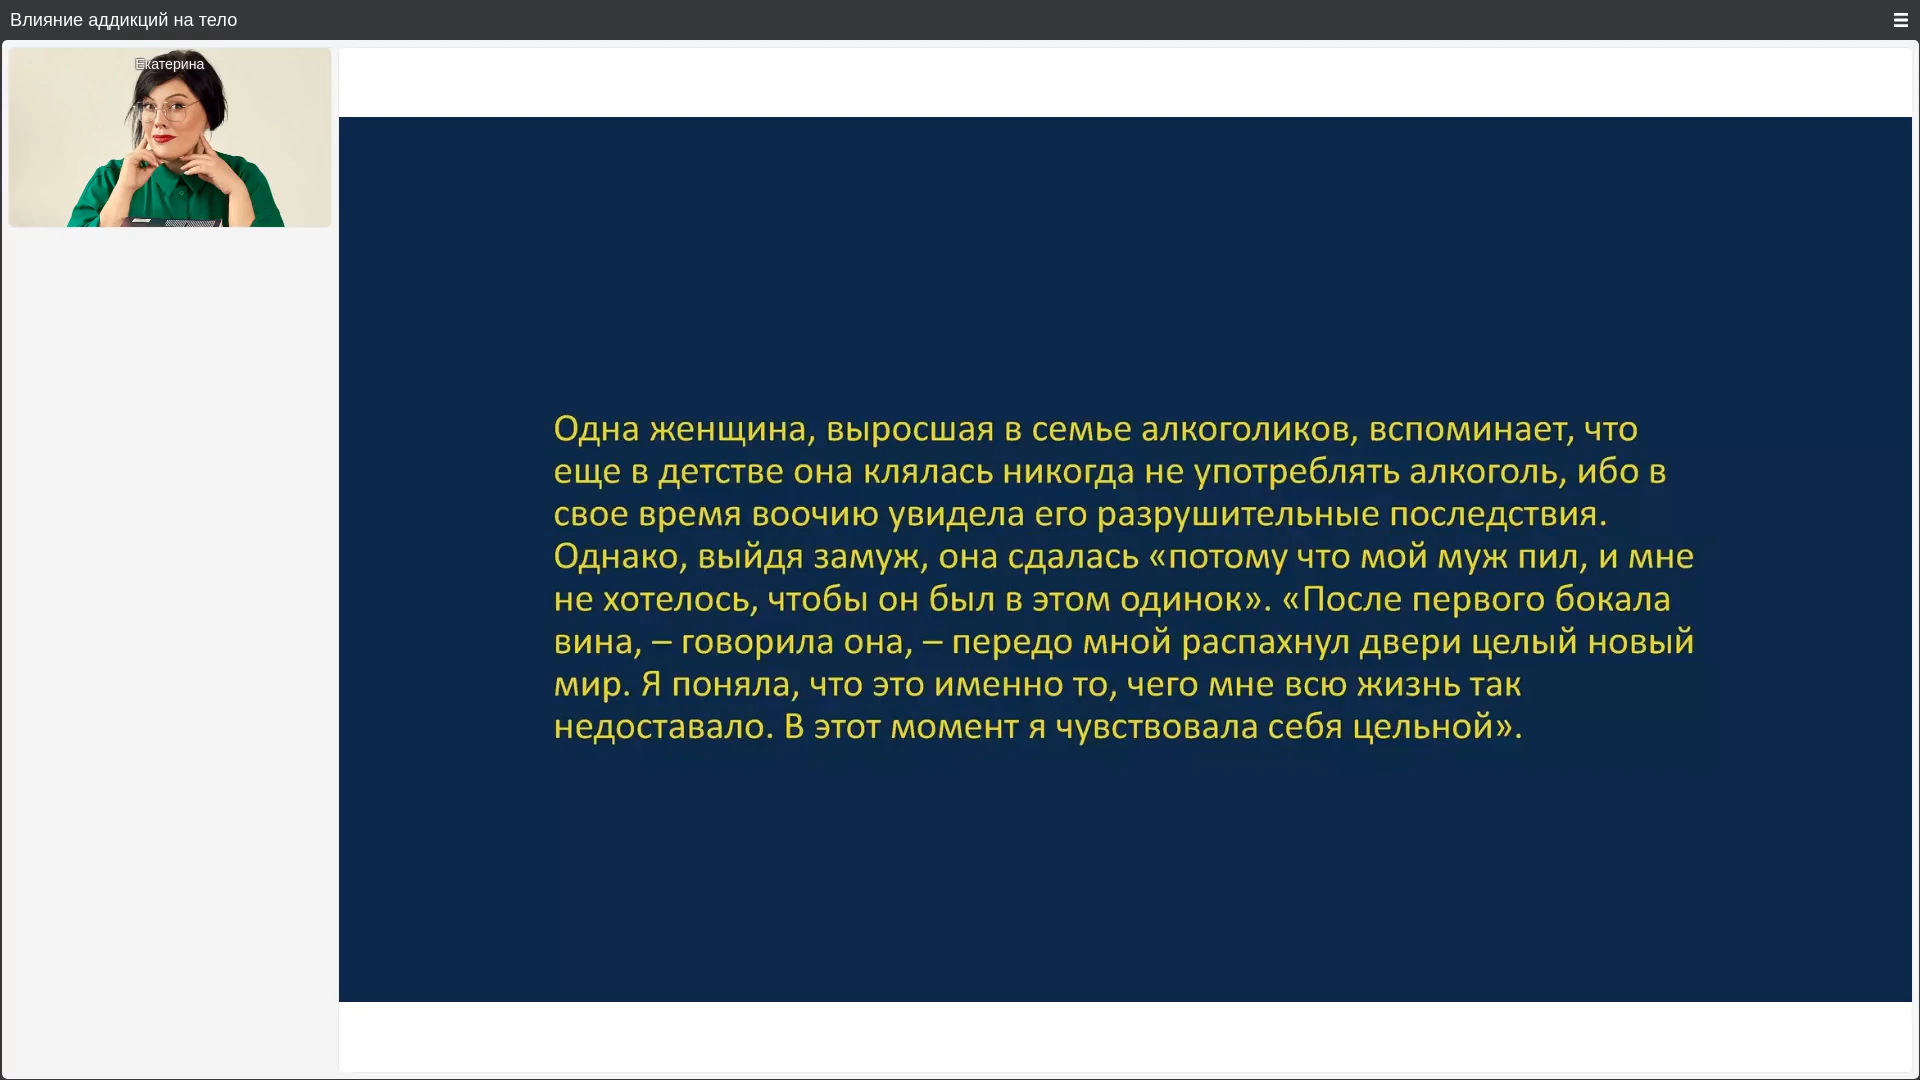 Влияние аддикций на тело
Екатерина
Одна женщина, выросшая в семье алкоголиков, вспоминает, что
еще в детстве она клялась никогда не употреблять алкоголь, ибо в
свое время воочию увидела его разрушительные последствия.
Однако, выйдя замуж, она сдалась «потому что мой муж пил, и мне
не хотелось, чтобы он был в этом одинок». «После первого бокала
вина, – говорила она, – передо мной распахнул двери целый новый
мир. Я поняла, что это именно то, чего мне всю жизнь так
недоставало. В этот момент я чувствовала себя цельной».